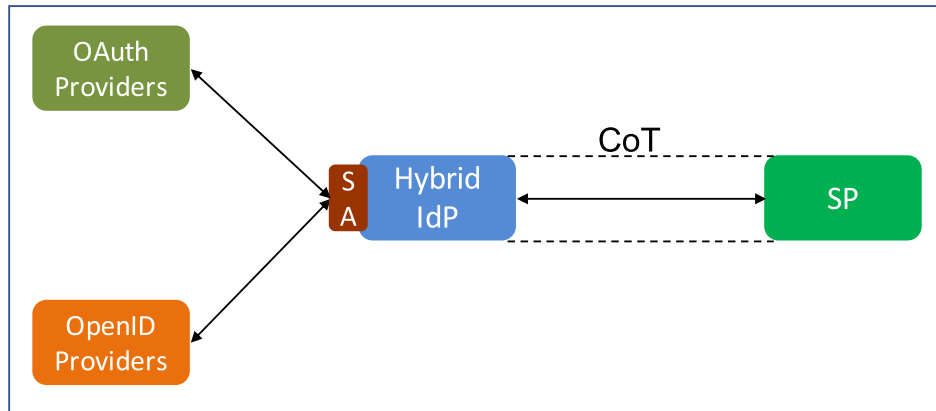 OAuth
Providers
CoT
S
A
Hybrid
IdP
SP
OpenID
Providers